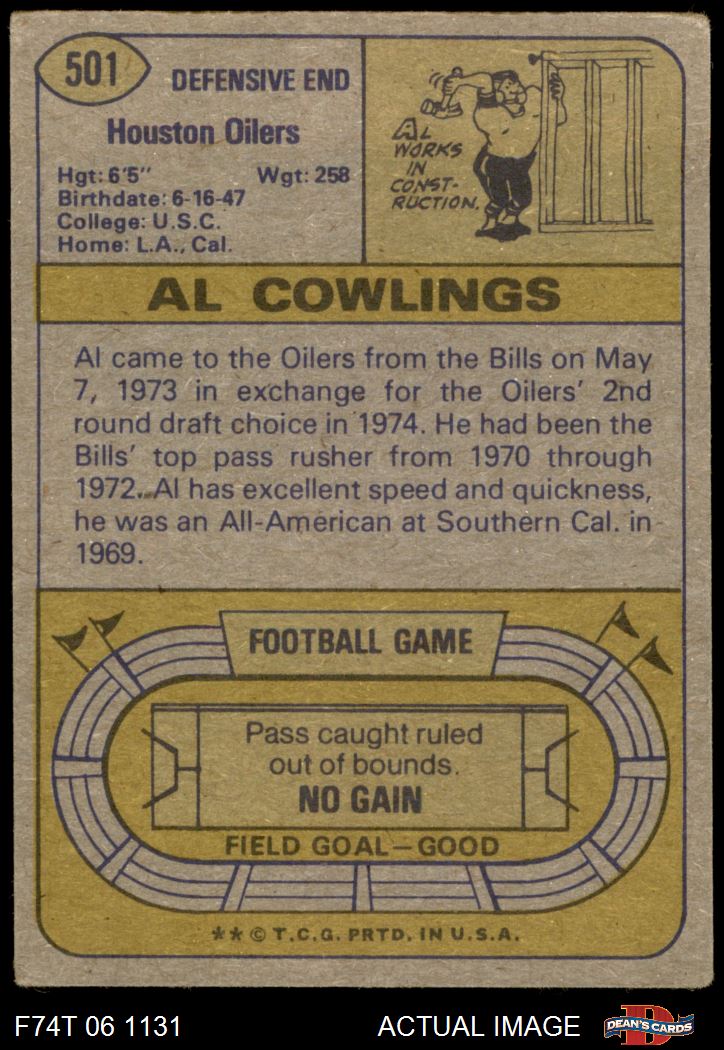 501
DEFENSIVE END
Houston Oilers
Hgt: 6'5" Wgt: 258
Birthdate: 6-16-47
College: U.S.C.
Home: L.A., Cal.
AL
WORKS
IN
CONST-
RUCTION.
AL COWLINGS
Al came to the Oilers from the Bills on May
7, 1973 in exchange for the Oilers' 2nd
round draft choice in 1974. He had been the
Bills' top pass rusher from 1970 through
1972. Al has excellent speed and quickness,
he was an All-American at Southern Cal. in
1969.
FOOTBALL GAME
Pass caught ruled
out of bounds.
NO GAIN
FIELD GOAL—GOOD
** © T.C.G. PRTD. IN U.S.A.
F74T 06 1131 ACTUAL IMAGE D DEAN'S CARDS